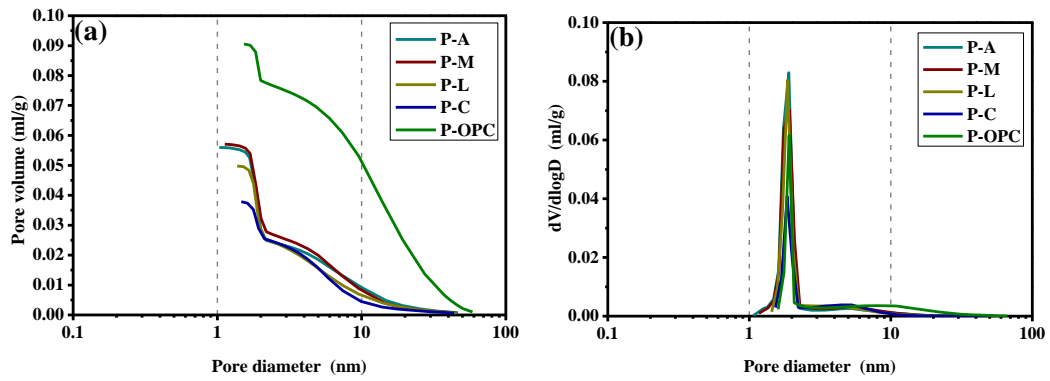 (a)
P-A
P-M
P-L
P-C
P-OPC
Pore volume (ml/g)
0.10
0.09
0.08
0.07
0.06
0.05
0.04
0.03
0.02
0.01
0.00
0.1
1
10
100
Pore diameter (nm)
(b)
P-A
P-M
P-L
P-C
P-OPC
dV/dlogD (ml/g)
0.10
0.08
0.06
0.04
0.02
0.00
0.1
1
10
100
Pore diameter (nm)